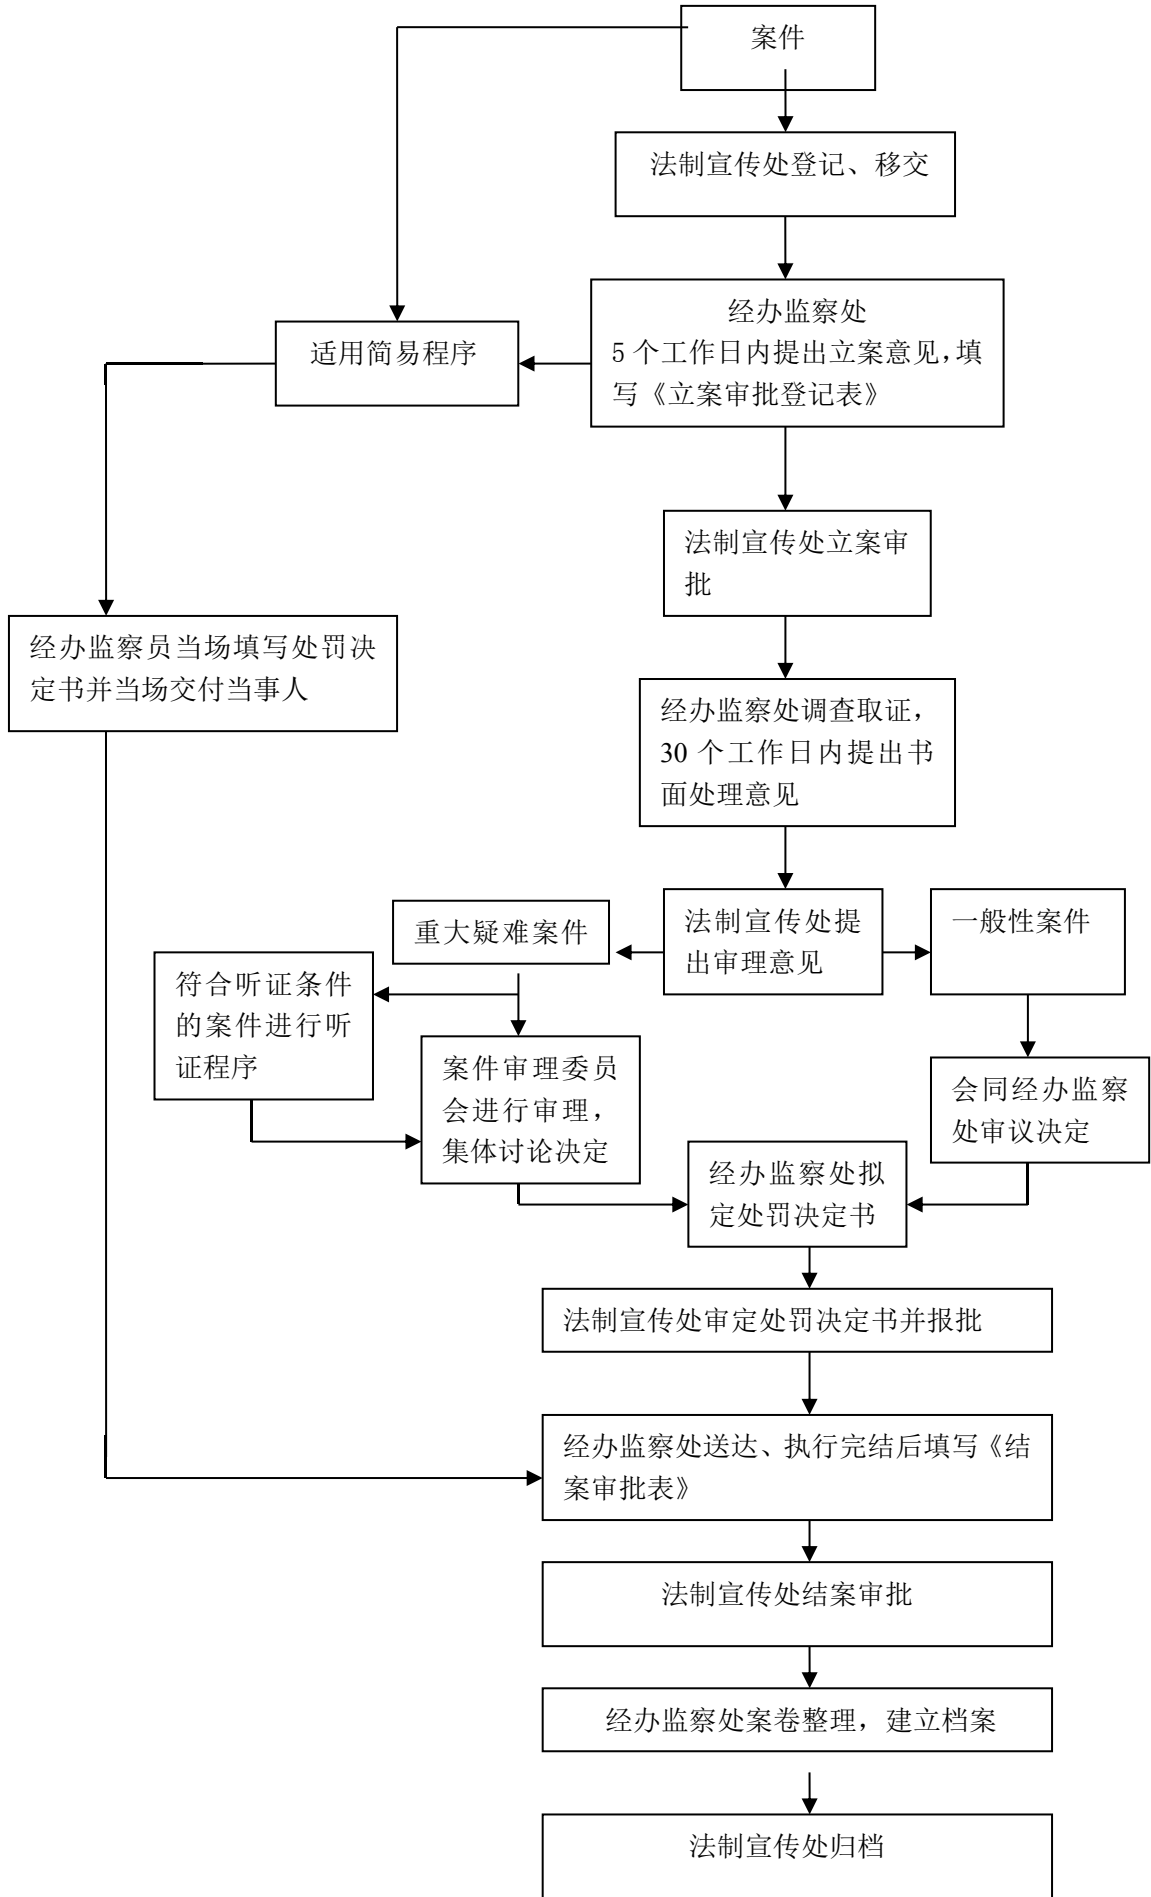 案件
法制宣传处登记、移交
经办监察处
5 个工作日内提出立案意见,填
写《立案审批登记表》
适用简易程序
法制宣传处立案审
批
经办监察员当场填写处罚决
定书并当场交付当事人
经办监察处调查取证，
30 个工作日内提出书
面处理意见
重大疑难案件
法制宣传处提
出审理意见
一般性案件
符合听证条件
的案件进行听
证程序
案件审理委员
会进行审理，
集体讨论决定
会同经办监察
处审议决定
经办监察处拟
定处罚决定书
法制宣传处审定处罚决定书并报批
经办监察处送达、执行完结后填写《结
案审批表》
法制宣传处结案审批
经办监察处案卷整理，建立档案
法制宣传处归档